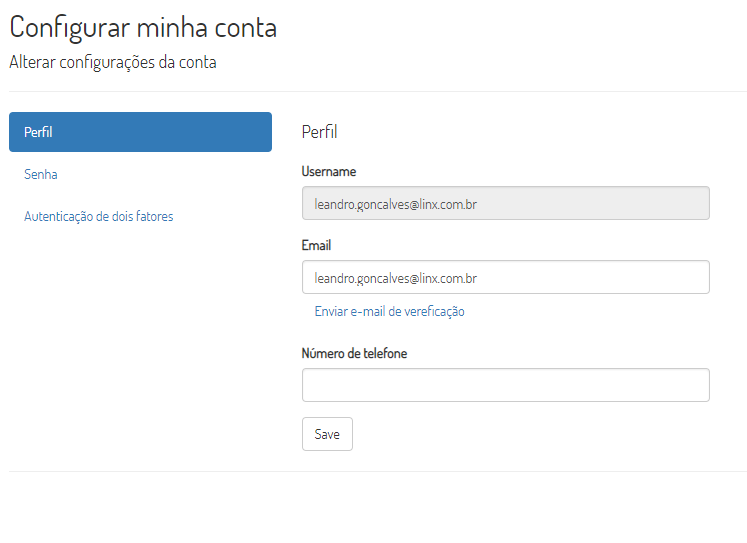 Configurar minha conta
Alterar configurações da conta
Perfil
Senha
Autenticação de dois fatores
Perfil
Username
leandro.goncalves@linx.com.br
Email
leandro.goncalves@linx.com.br
Enviar e-mail de vereficação
Número de telefone
Save